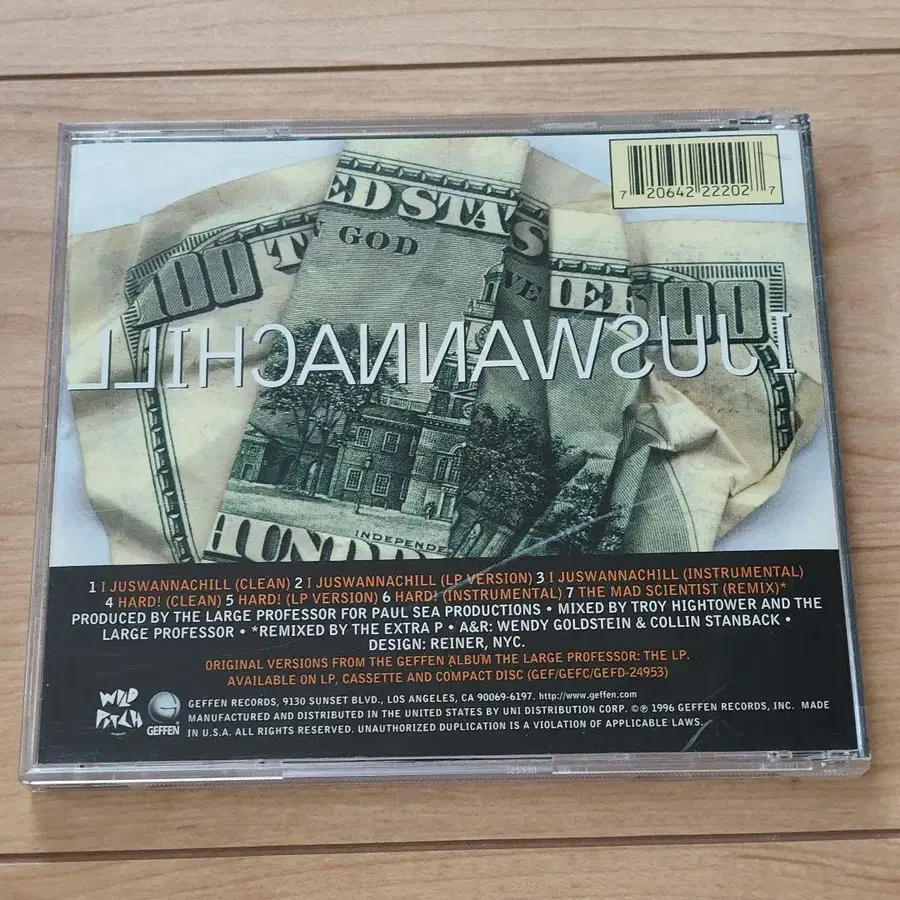 7 20642 22202 7
ED STA
GOD
100
100
I JUSWANNACHILL
INDEPENDE
HUNDRE
1 I JUSWANNACHILL (CLEAN) 2 I JUSWANNACHILL (LP VERSION) 3 I JUSWANNACHILL (INSTRUMENTAL)
4 HARD! (CLEAN) 5 HARD! (LP VERSION) 6 HARD! (INSTRUMENTAL) 7 THE MAD SCIENTIST (REMIX)*
PRODUCED BY THE LARGE PROFESSOR FOR PAUL SEA PRODUCTIONS • MIXED BY TROY HIGHTOWER AND THE
LARGE PROFESSOR • *REMIXED BY THE EXTRA P • A&R: WENDY GOLDSTEIN & COLLIN STANBACK •
DESIGN: REINER, NYC.
ORIGINAL VERSIONS FROM THE GEFFEN ALBUM THE LARGE PROFESSOR: THE LP.
AVAILABLE ON LP, CASSETTE AND COMPACT DISC (GEF/GEFC/GEFD-24953)
WILD PITCH
GEFFEN
GEFFEN RECORDS, 9130 SUNSET BLVD., LOS ANGELES, CA 90069-6197. http://www.geffen.com
MANUFACTURED AND DISTRIBUTED IN THE UNITED STATES BY UNI DISTRIBUTION CORP. ©℗ 1996 GEFFEN RECORDS, INC. MADE
IN U.S.A. ALL RIGHTS RESERVED. UNAUTHORIZED DUPLICATION IS A VIOLATION OF APPLICABLE LAWS.